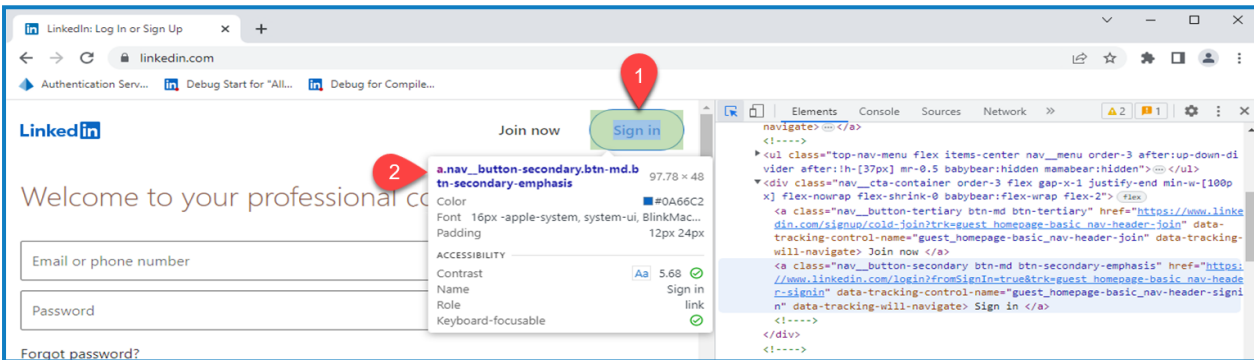 in LinkedIn: Log In or Sign Up × +
linkedin.com
Authentication Serv... in Debug Start for "All... in Debug for Compile...
1
Linked in
Join now
Sign in
2
a.nav__button-secondary.btn-md.b
tn-secondary-emphasis
97.78 × 48
Color #0A66C2
Font 16px -apple-system, system-ui, BlinkMac...
Padding 12px 24px
ACCESSIBILITY
Contrast Aa 5.68
Name Sign in
Role link
Keyboard-focusable
Welcome to your professional co
Email or phone number
Password
Forgot password?
Elements Console Sources Network » 2 1
navigate> ⋯ </a>
<!---->
<ul class="top-nav-menu flex items-center nav__menu order-3 after:up-down-di
vider after:!h-[37px] mr-0.5 babybear:hidden mamabear:hidden"> ⋯ </ul>
<div class="nav__cta-container order-3 flex gap-x-1 justify-end min-w-[100p
x] flex-nowrap flex-shrink-0 babybear:flex-wrap flex-2"> flex
<a class="nav__button-tertiary btn-md btn-tertiary" href="https://www.linke
din.com/signup/cold-join?trk=guest_homepage-basic_nav-header-join" data-
tracking-control-name="guest_homepage-basic_nav-header-join" data-tracking-
will-navigate> Join now </a>
<a class="nav__button-secondary btn-md btn-secondary-emphasis" href="https:
//www.linkedin.com/login?fromSignIn=true&trk=guest_homepage-basic_nav-heade
r-signin" data-tracking-control-name="guest_homepage-basic_nav-header-signi
n" data-tracking-will-navigate> Sign in </a>
<!---->
</div>
<!---->